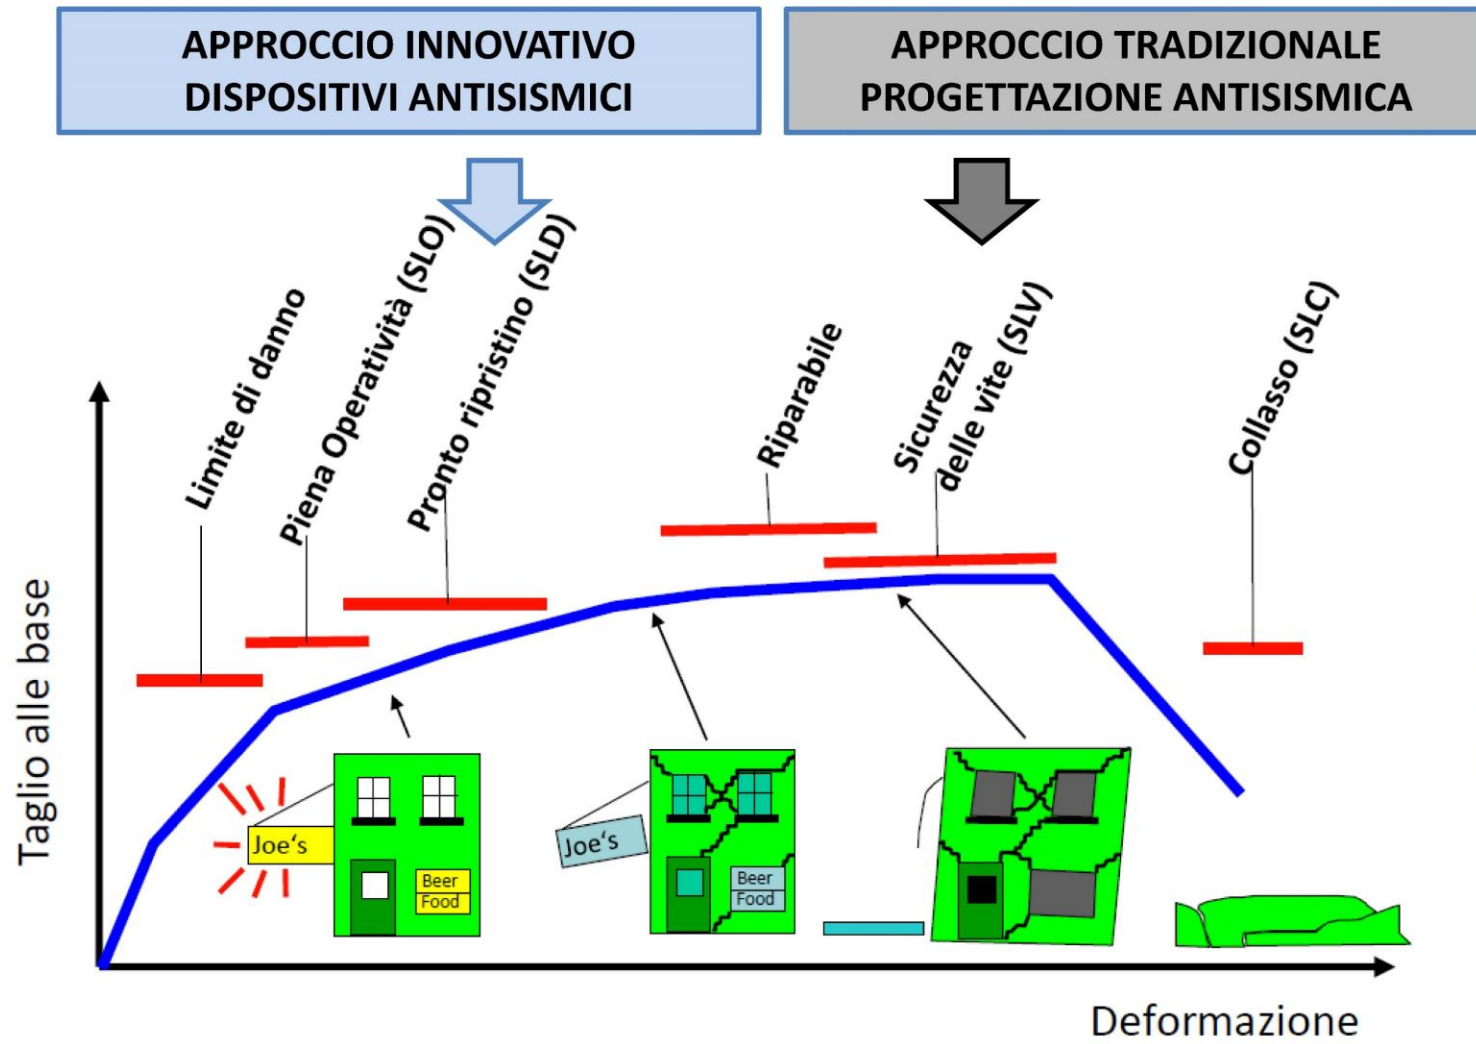 APPROCCIO INNOVATIVO
DISPOSITIVI ANTISISMICI
APPROCCIO TRADIZIONALE
PROGETTAZIONE ANTISISMICA
Limite di danno
Piena Operatività (SLO)
Pronto ripristino (SLD)
Riparabile
Sicurezza
delle vite (SLV)
Collasso (SLC)
Taglio alle base
Joe's
Beer
Food
Joe's
Beer
Food
Deformazione